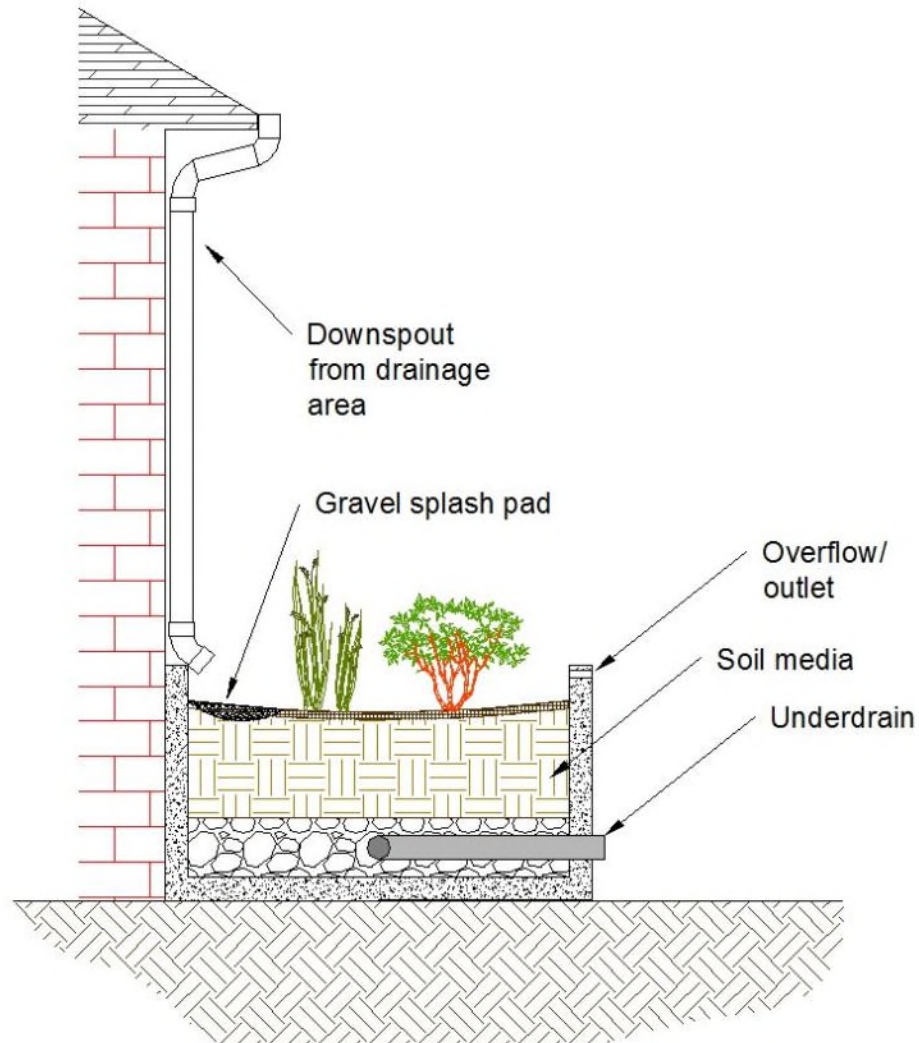 Downspout
from drainage
area
Gravel splash pad
Overflow/
outlet
Soil media
Underdrain